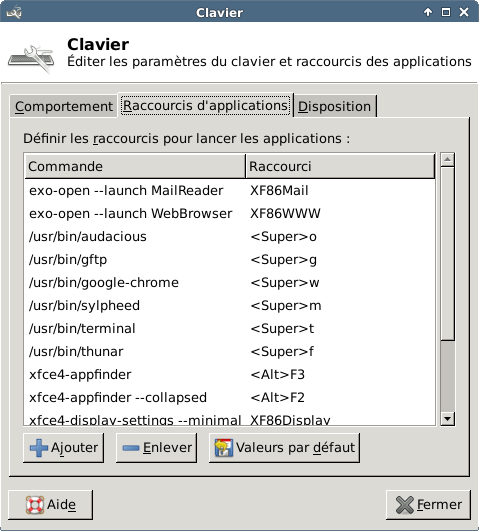 Clavier
Clavier
Éditer les paramètres du clavier et raccourcis des applications
Comportement Raccourcis d'applications Disposition
Définir les raccourcis pour lancer les applications :
Commande Raccourci
exo-open --launch MailReader XF86Mail
exo-open --launch WebBrowser XF86WWW
/usr/bin/audacious <Super>o
/usr/bin/gftp <Super>g
/usr/bin/google-chrome <Super>w
/usr/bin/sylpheed <Super>m
/usr/bin/terminal <Super>t
/usr/bin/thunar <Super>f
xfce4-appfinder <Alt>F3
xfce4-appfinder --collapsed <Alt>F2
xfce4-display-settings --minimal XF86Display
Ajouter Enlever Valeurs par défaut
Aide Fermer